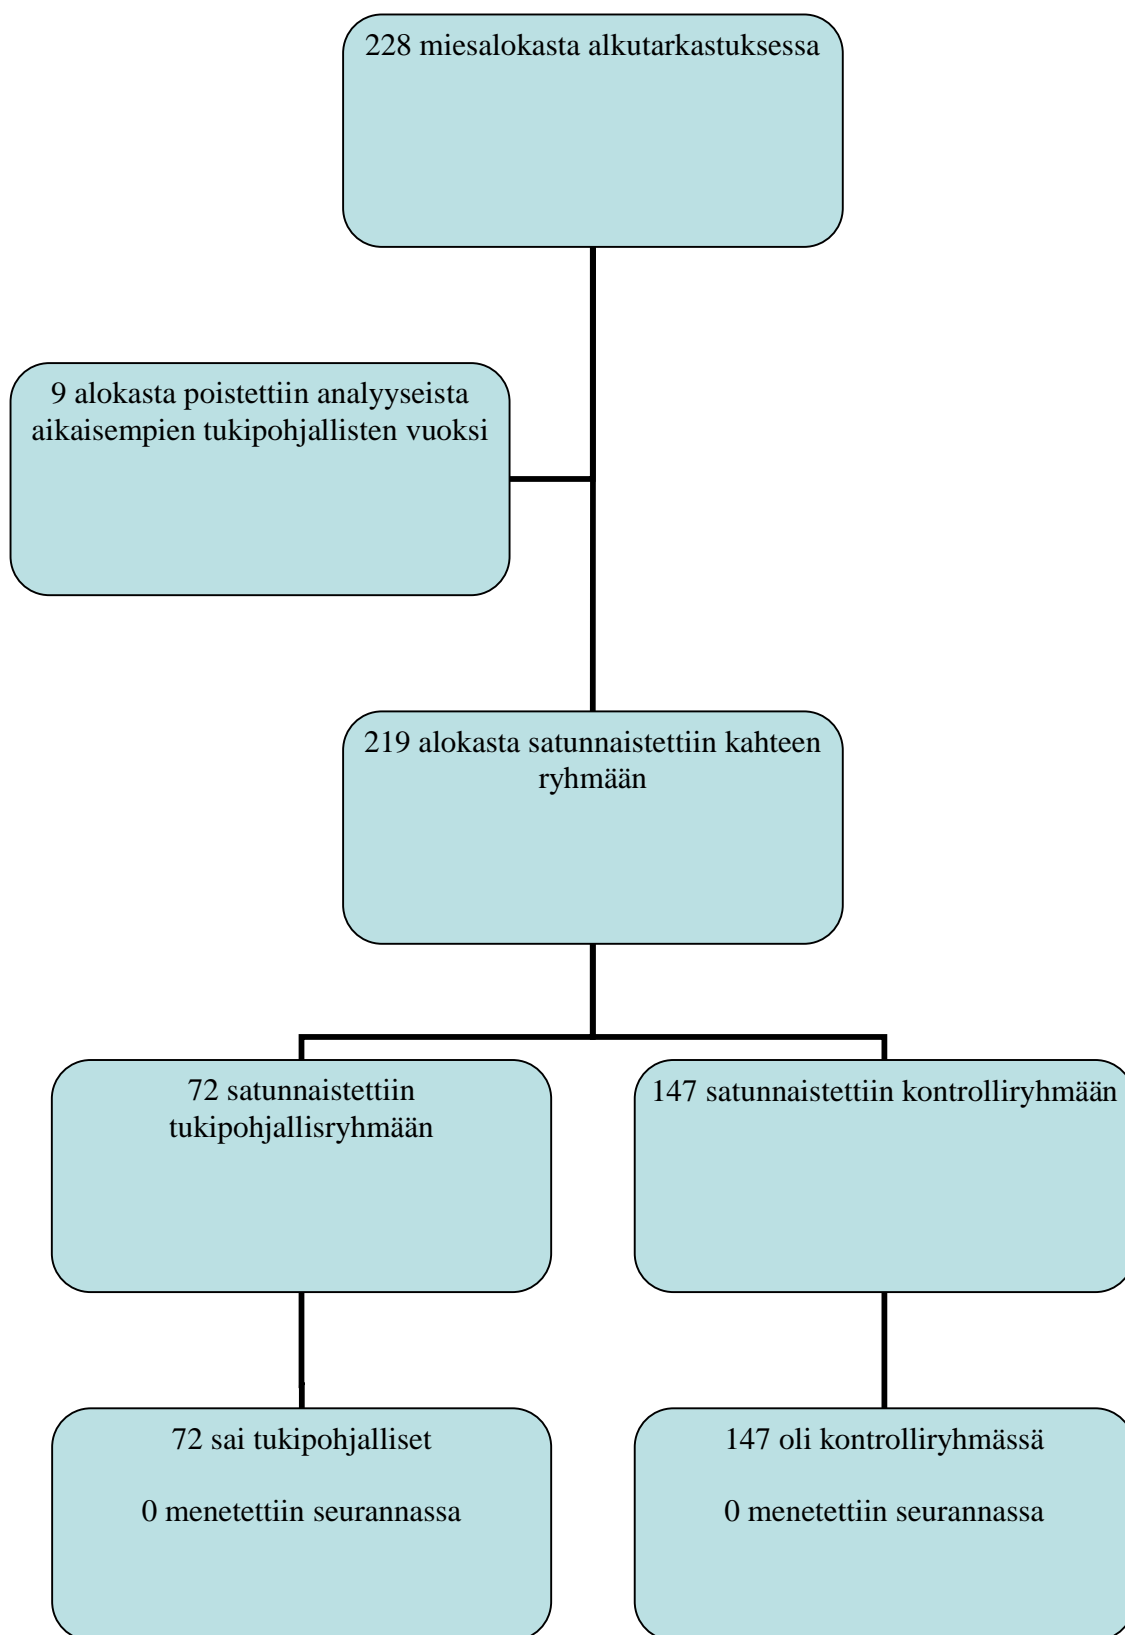 228 miesalokasta alkutarkastuksessa
9 alokasta poistettiin analyyseista
aikaisempien tukipohjallisten vuoksi
219 alokasta satunnaistettiin kahteen
ryhmään
72 satunnaistettiin
tukipohjallisryhmään
147 satunnaistettiin kontrolliryhmään
72 sai tukipohjalliset
0 menetettiin seurannassa
147 oli kontrolliryhmässä
0 menetettiin seurannassa